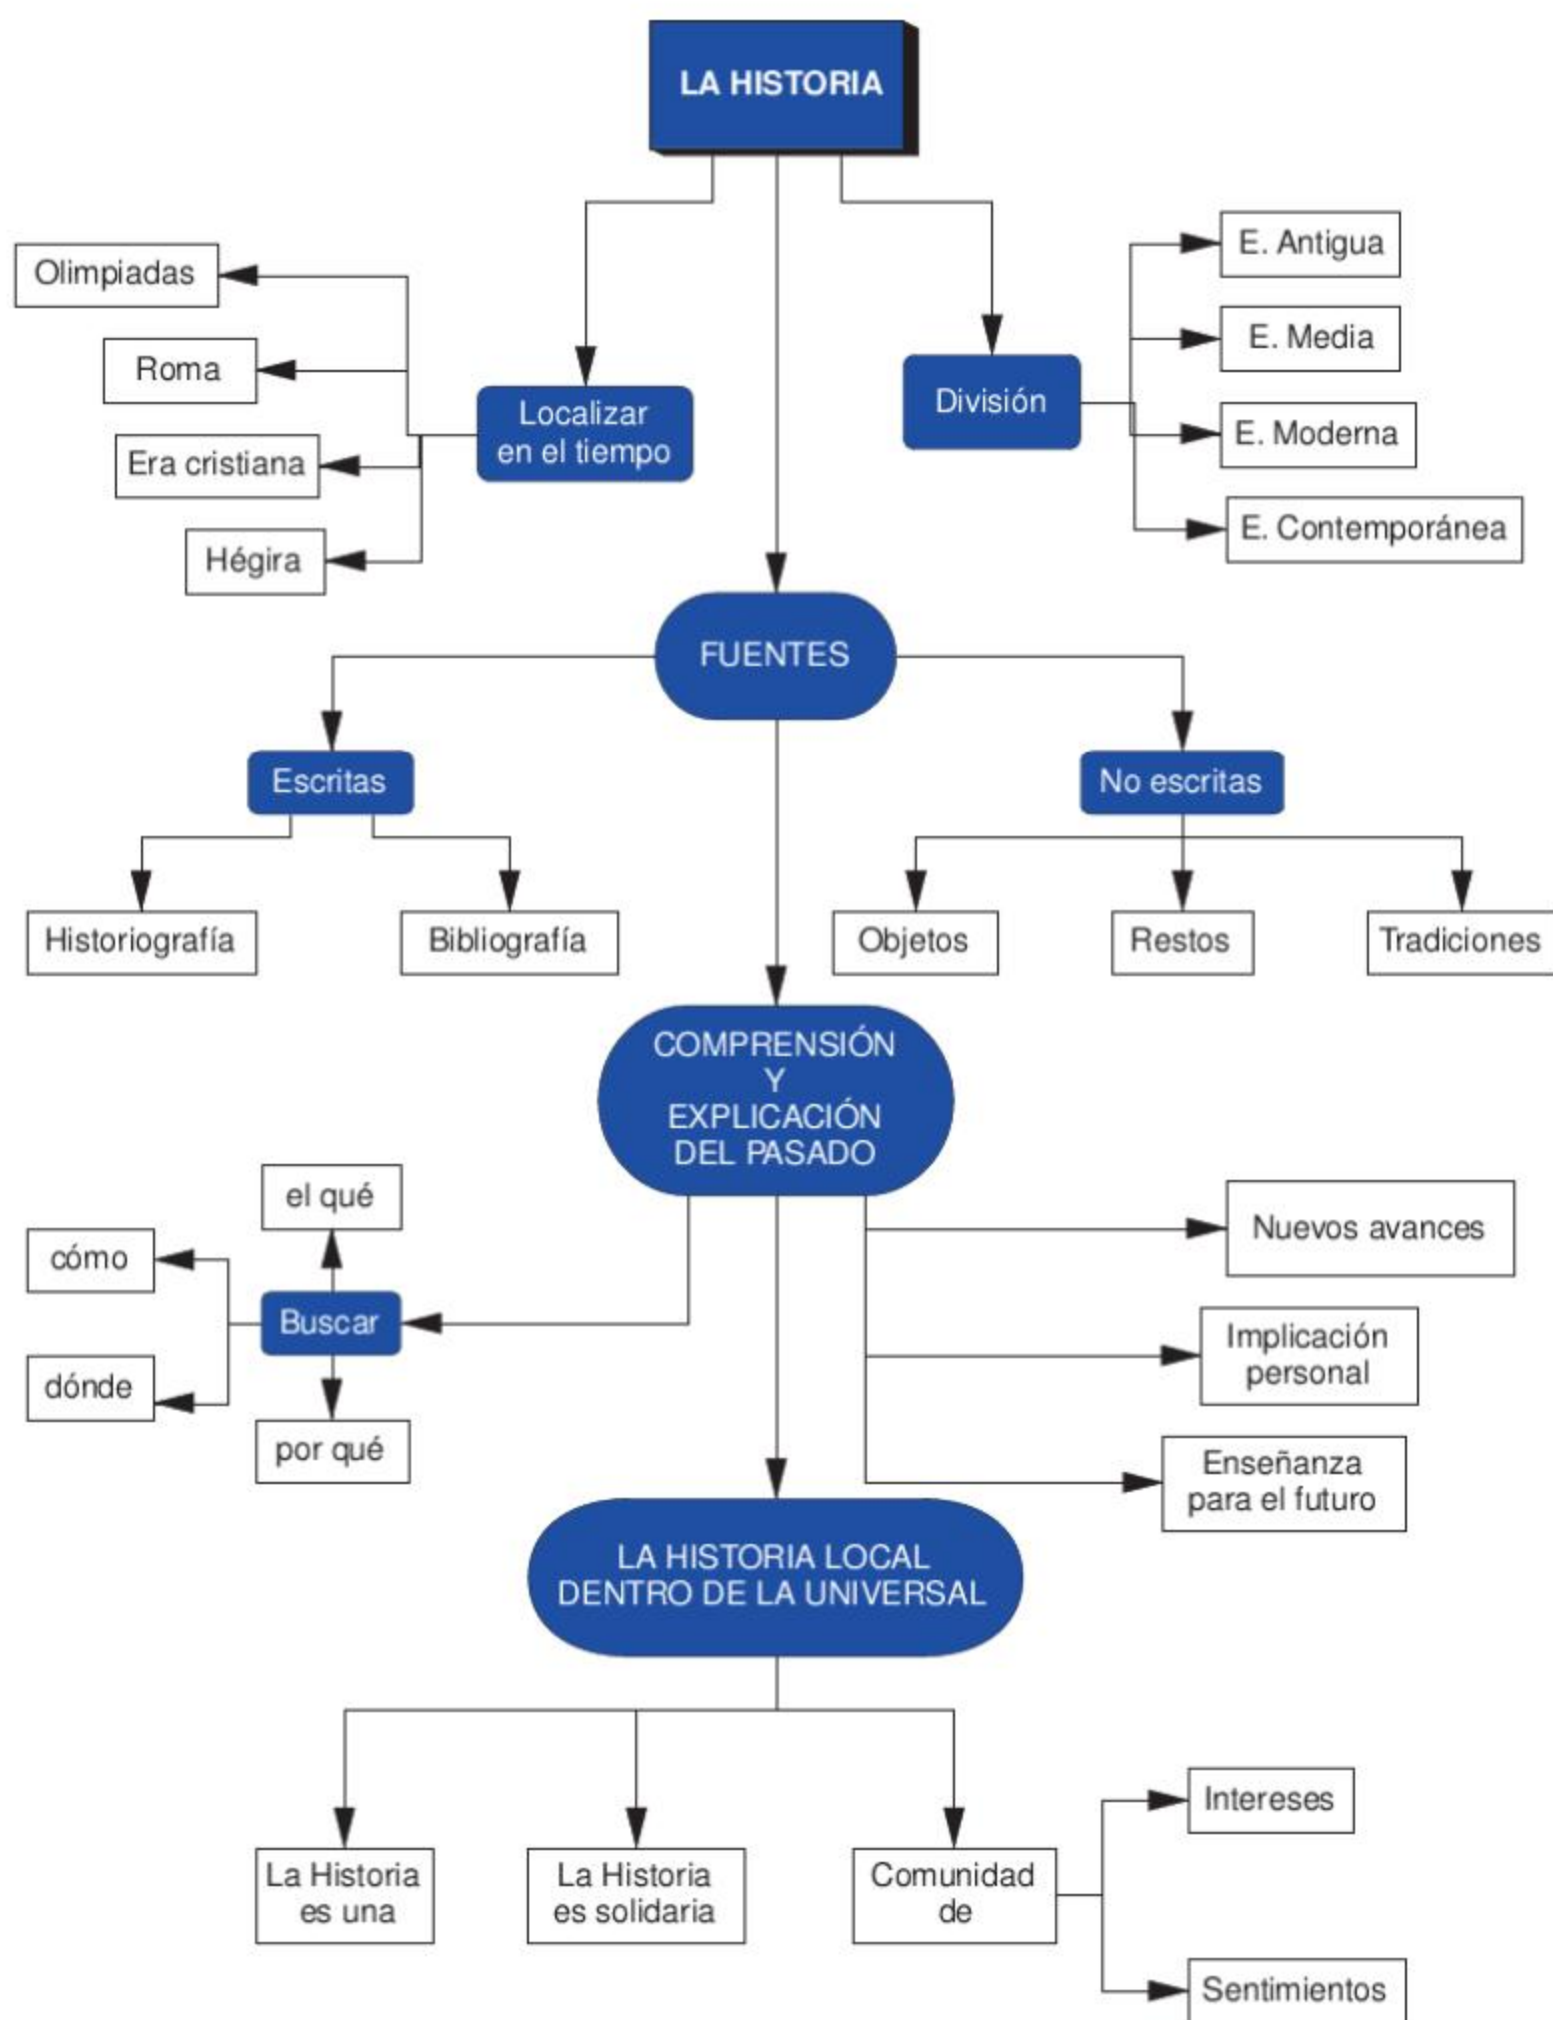 LA HISTORIA
Olimpiadas
Roma
Era cristiana
Hégira
Localizar
en el tiempo
División
E. Antigua
E. Media
E. Moderna
E. Contemporánea
FUENTES
Escritas
Historiografía
Bibliografía
No escritas
Objetos
Restos
Tradiciones
COMPRENSIÓN
Y
EXPLICACIÓN
DEL PASADO
el qué
cómo
Buscar
dónde
por qué
Nuevos avances
Implicación
personal
Enseñanza
para el futuro
LA HISTORIA LOCAL
DENTRO DE LA UNIVERSAL
La Historia
es una
La Historia
es solidaria
Comunidad
de
Intereses
Sentimientos